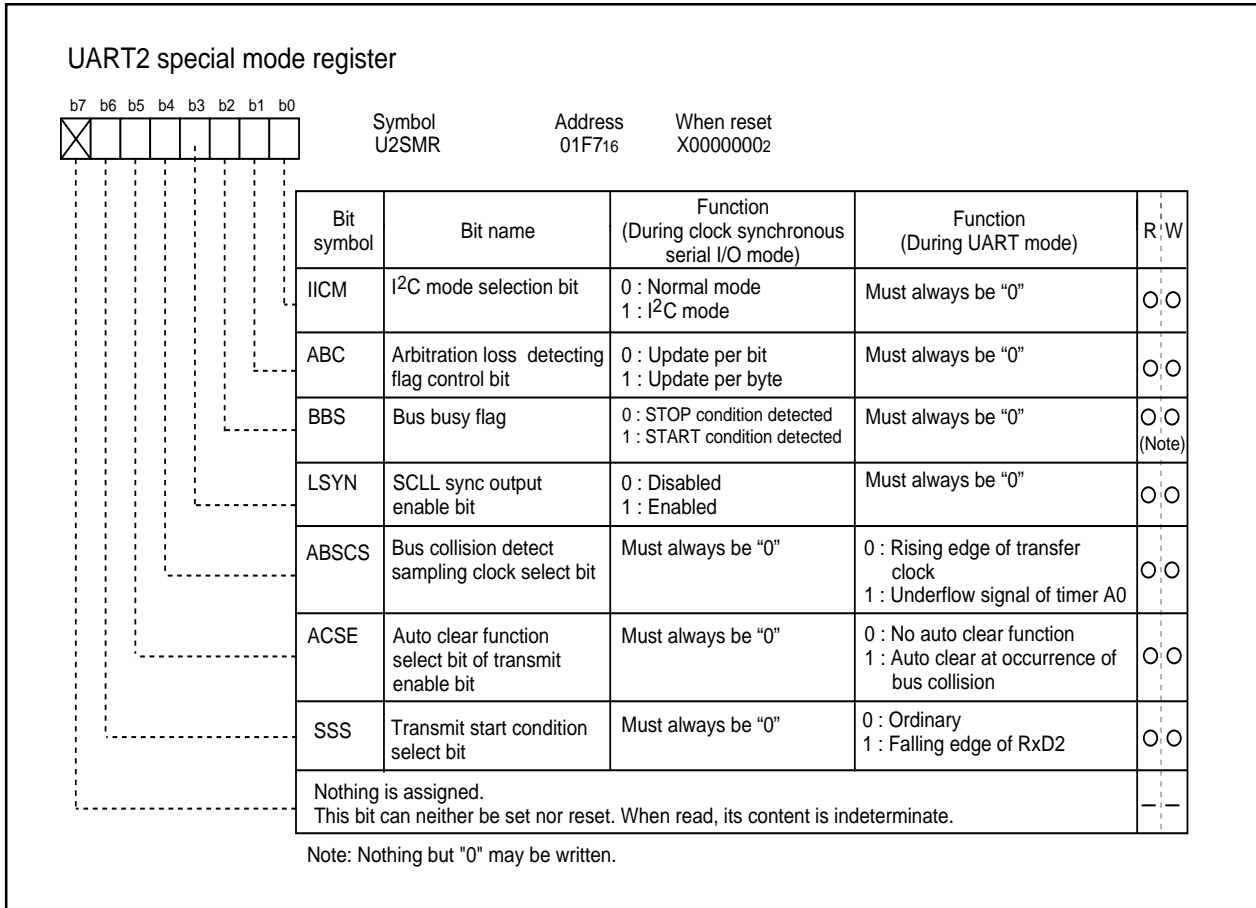 UART2 special mode register
b7 b6 b5 b4 b3 b2 b1 b0
Symbol Address When reset
U2SMR 01F716 X00000002
Bit symbol Bit name Function (During clock synchronous serial I/O mode) Function (During UART mode) R W
IICM I2C mode selection bit 0 : Normal mode Must always be “0”
1 : I2C mode
ABC Arbitration loss detecting 0 : Update per bit Must always be “0”
flag control bit 1 : Update per byte
BBS Bus busy flag 0 : STOP condition detected Must always be “0”
1 : START condition detected (Note)
LSYN SCLL sync output 0 : Disabled Must always be “0”
enable bit 1 : Enabled
ABSCS Bus collision detect Must always be “0” 0 : Rising edge of transfer
sampling clock select bit clock
1 : Underflow signal of timer A0
ACSE Auto clear function Must always be “0” 0 : No auto clear function
select bit of transmit 1 : Auto clear at occurrence of
enable bit bus collision
SSS Transmit start condition Must always be “0” 0 : Ordinary
select bit 1 : Falling edge of RxD2
Nothing is assigned.
This bit can neither be set nor reset. When read, its content is indeterminate.
Note: Nothing but "0" may be written.